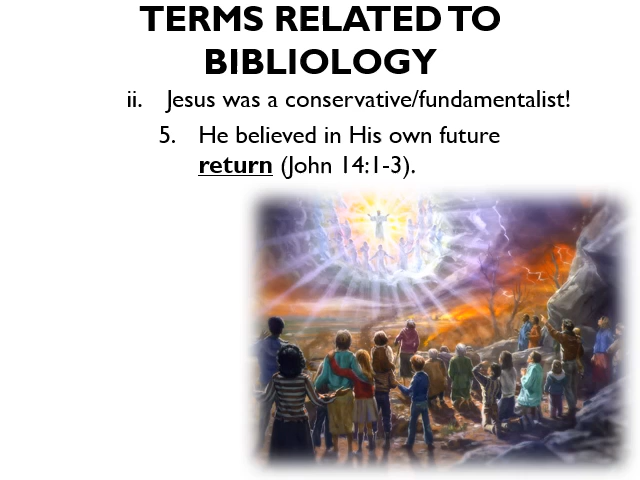 TERMS RELATED TO
BIBLIOLOGY
ii. Jesus was a conservative/fundamentalist!
5. He believed in His own future
return (John 14:1-3).